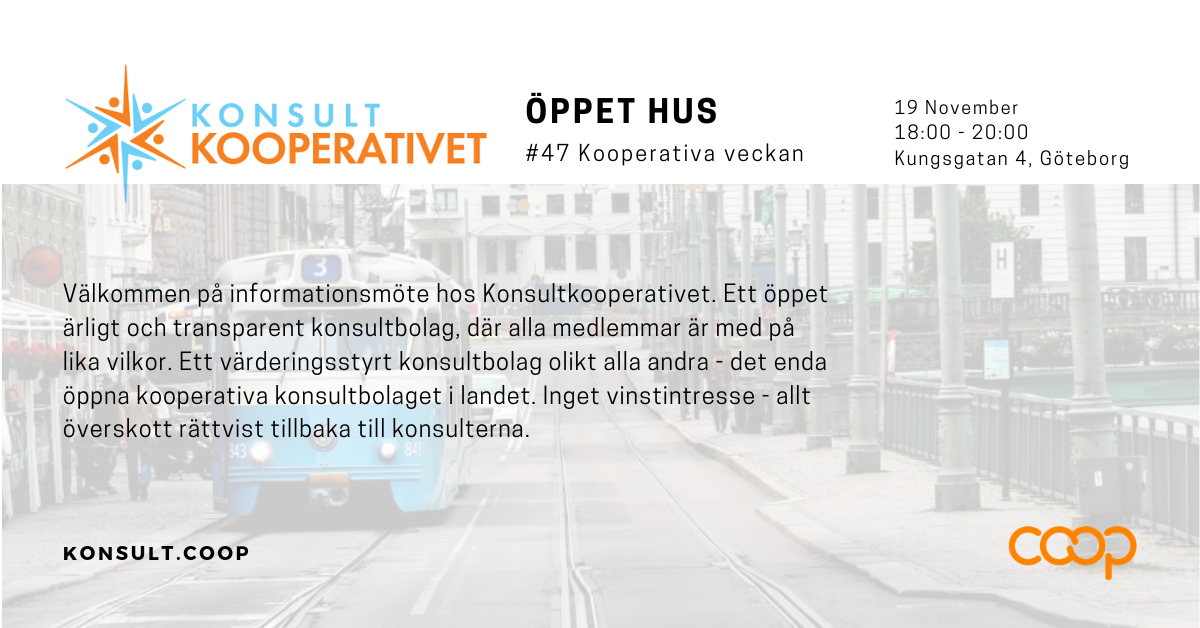 KONSULT
KOOPERATIVET
ÖPPET HUS
#47 Kooperativa veckan
19 November
18:00 - 20:00
Kungsgatan 4, Göteborg
Välkommen på informationsmöte hos Konsultkooperativet. Ett öppet
ärligt och transparent konsultbolag, där alla medlemmar är med på
lika vilkor. Ett värderingsstyrt konsultbolag olikt alla andra - det enda
öppna kooperativa konsultbolaget i landet. Inget vinstintresse - allt
överskott rättvist tillbaka till konsulterna.
3
H
843
841
KONSULT.COOP
coop